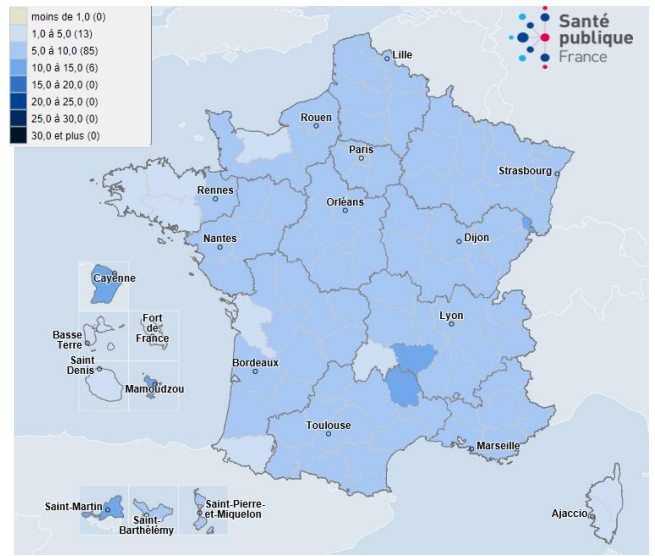 moins de 1,0 (0)
1,0 à 5,0 (13)
5,0 à 10,0 (85)
10,0 à 15,0 (6)
15,0 à 20,0 (0)
20,0 à 25,0 (0)
25,0 à 30,0 (0)
30,0 et plus (0)
Santé
publique
France
Lille
Rouen
Paris
Strasbourg
Rennes
Orléans
Nantes
Dijon
Cayenne
Lyon
Basse
Terre
Fort
de
France
Saint
Denis
Mamoudzou
Bordeaux
Toulouse
Marseille
Saint-Martin
Saint-
Barthélémy
Saint-Pierre-
et-Miquelon
Ajaccio